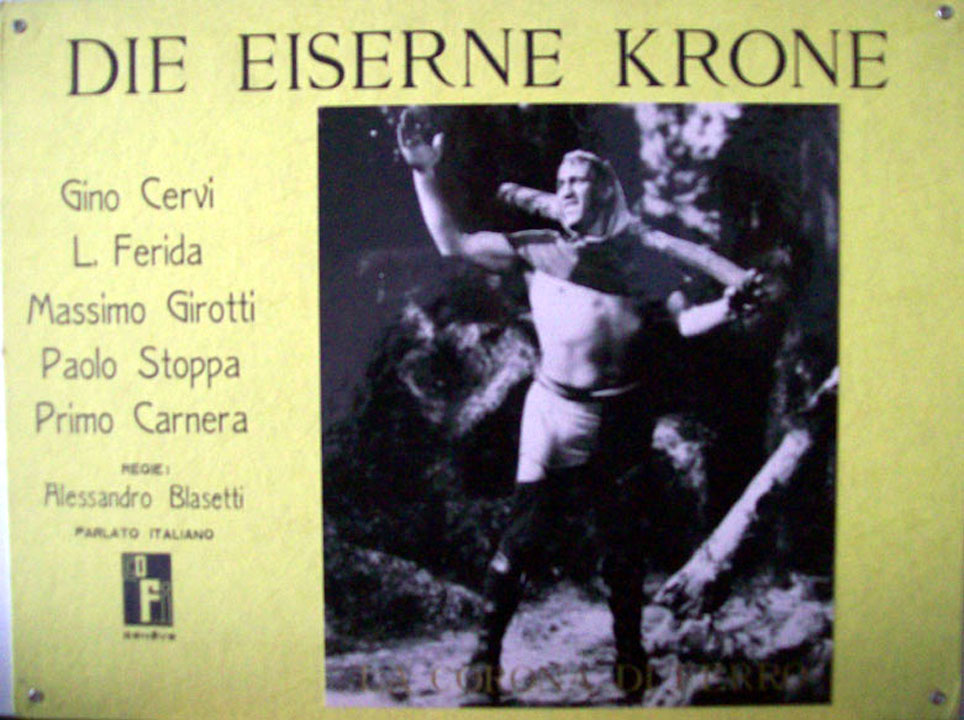 DIE EISERNE KRONE
Gino Cervi
L. Ferida
Massimo Girotti
Paolo Stoppa
Primo Carnera
REGIE:
Alessandro Blasetti
PARLATO ITALIANO
genève
LA CORONA DI FERRO